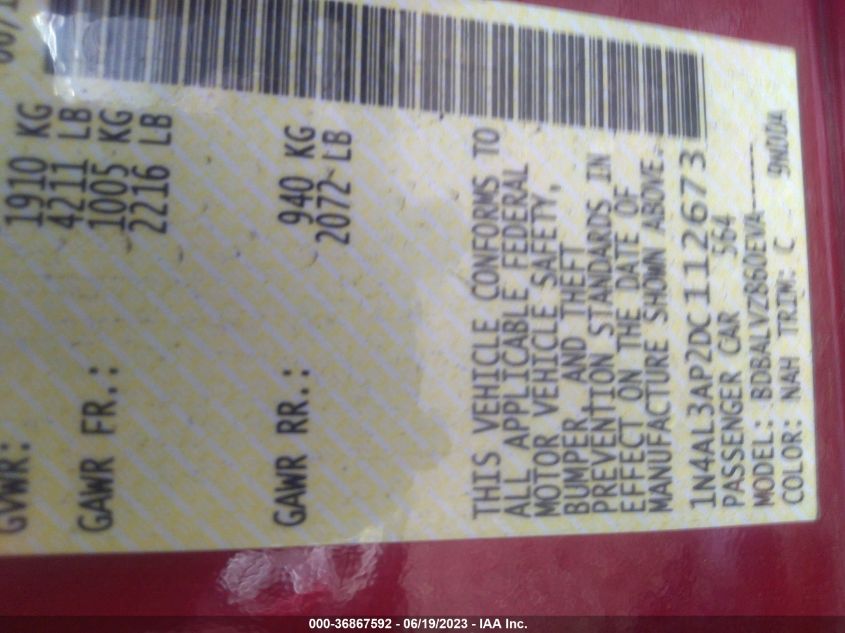 GVWR: 1910 KG
4211 LB
GAWR FR.: 1005 KG
2216 LB
GAWR RR.: 940 KG
2072 LB
THIS VEHICLE CONFORMS TO
ALL APPLICABLE FEDERAL
MOTOR VEHICLE SAFETY,
BUMPER, AND THEFT
PREVENTION STANDARDS IN
EFFECT ON THE DATE OF
MANUFACTURE SHOWN ABOVE.
1N4AL3AP2DC112673
PASSENGER CAR 564
MODEL: BDBALVZ860EVA-----
COLOR: NAH TRIM: C 9N00A
000-36867592 - 06/19/2023 - IAA Inc.